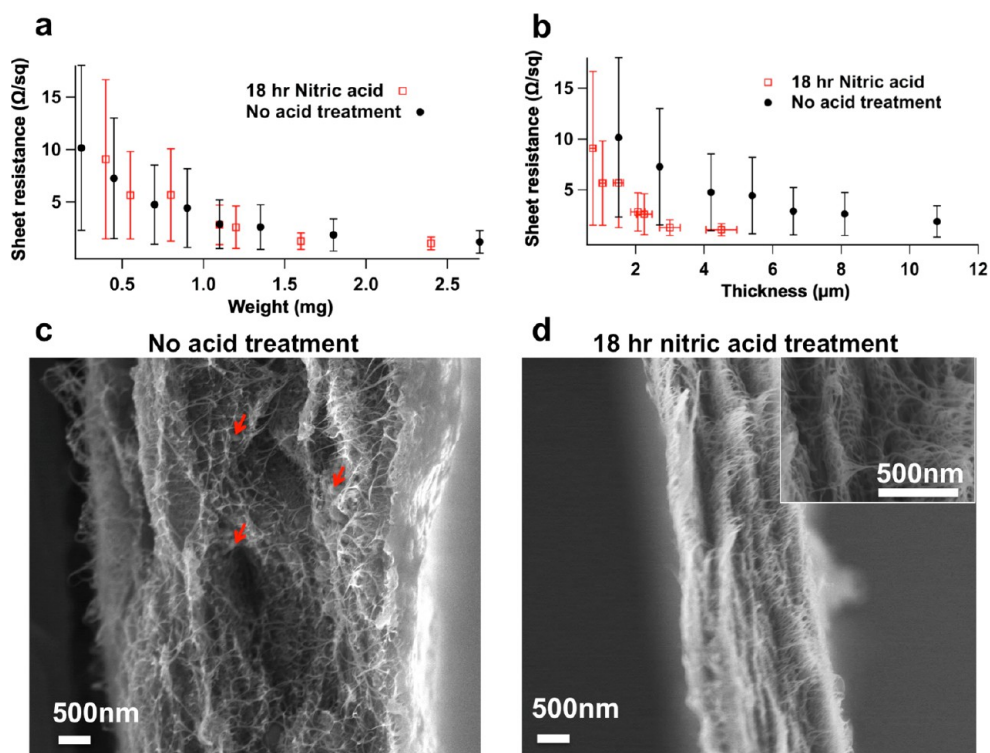 a
Sheet resistance (Ω/sq)
15
10
5
18 hr Nitric acid
No acid treatment
0.5 1.0 1.5 2.0 2.5
Weight (mg)
b
Sheet resistance (Ω/sq)
15
10
5
18 hr Nitric acid
No acid treatment
2 4 6 8 10 12
Thickness (µm)
c
No acid treatment
500nm
d
18 hr nitric acid treatment
500nm
500nm